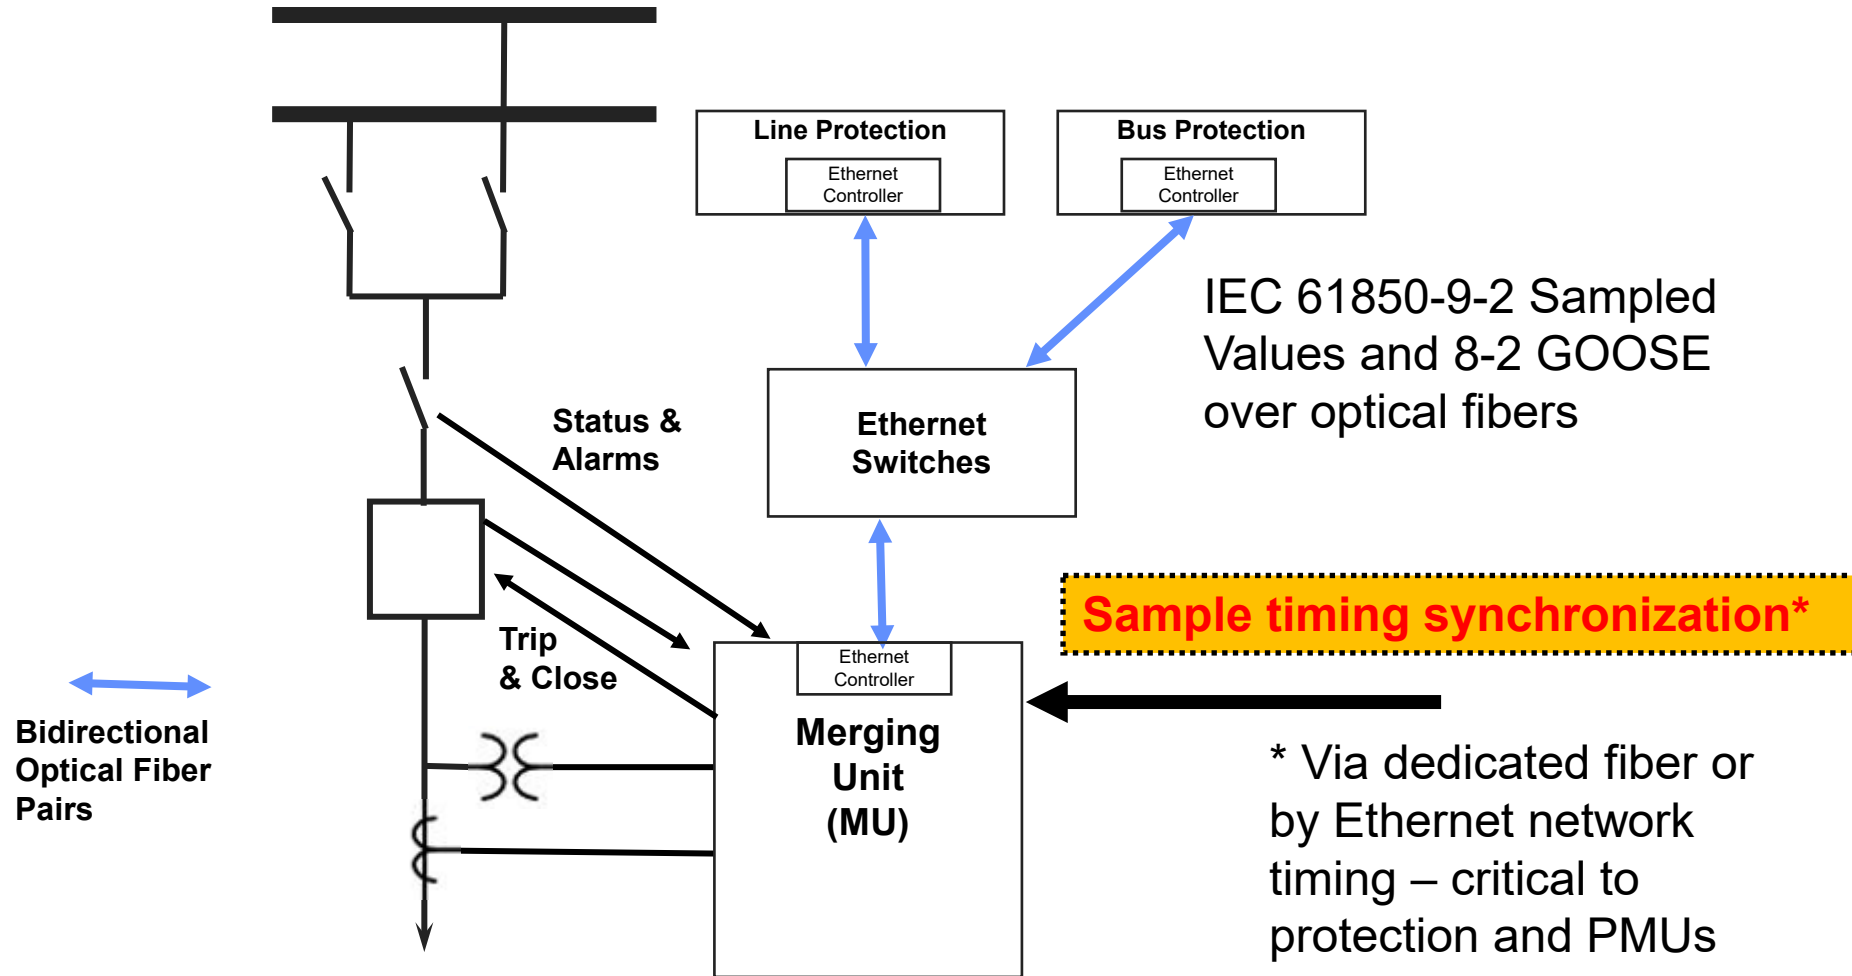 Line Protection
Ethernet
Controller
Bus Protection
Ethernet
Controller
IEC 61850-9-2 Sampled
Values and 8-2 GOOSE
over optical fibers
Status &
Alarms
Ethernet
Switches
Sample timing synchronization*
Trip
& Close
Ethernet
Controller
Merging
Unit
(MU)
Bidirectional
Optical Fiber
Pairs
* Via dedicated fiber or
by Ethernet network
timing – critical to
protection and PMUs